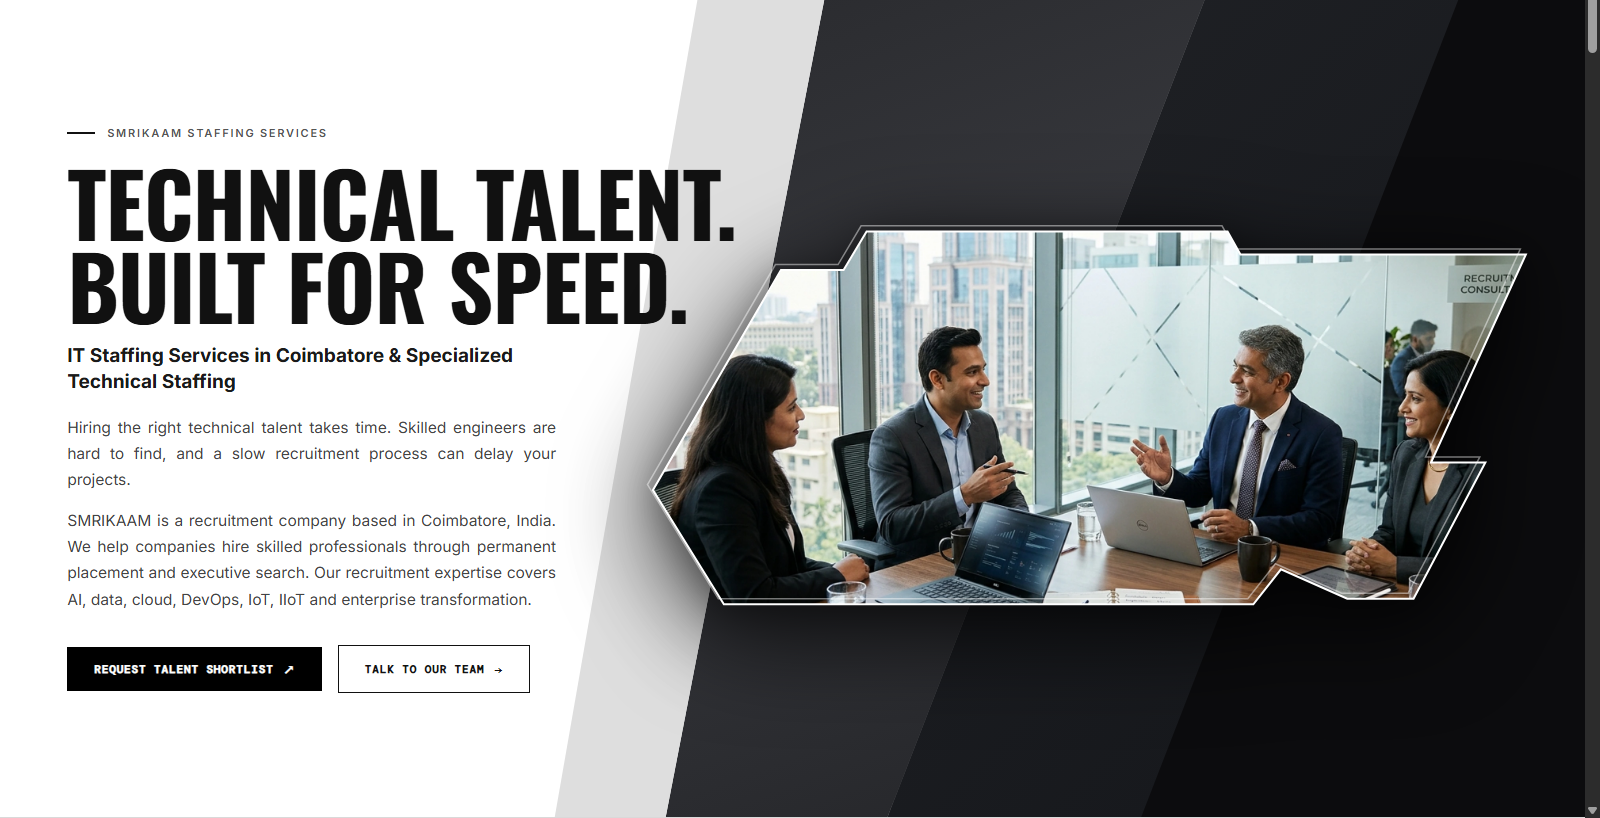 SMRIKAAM STAFFING SERVICES
TECHNICAL TALENT.
BUILT FOR SPEED.
IT Staffing Services in Coimbatore & Specialized
Technical Staffing
Hiring the right technical talent takes time. Skilled engineers are
hard to find, and a slow recruitment process can delay your
projects.
SMRIKAAM is a recruitment company based in Coimbatore, India.
We help companies hire skilled professionals through permanent
placement and executive search. Our recruitment expertise covers
AI, data, cloud, DevOps, IoT, IIoT and enterprise transformation.
REQUEST TALENT SHORTLIST ↗
TALK TO OUR TEAM →